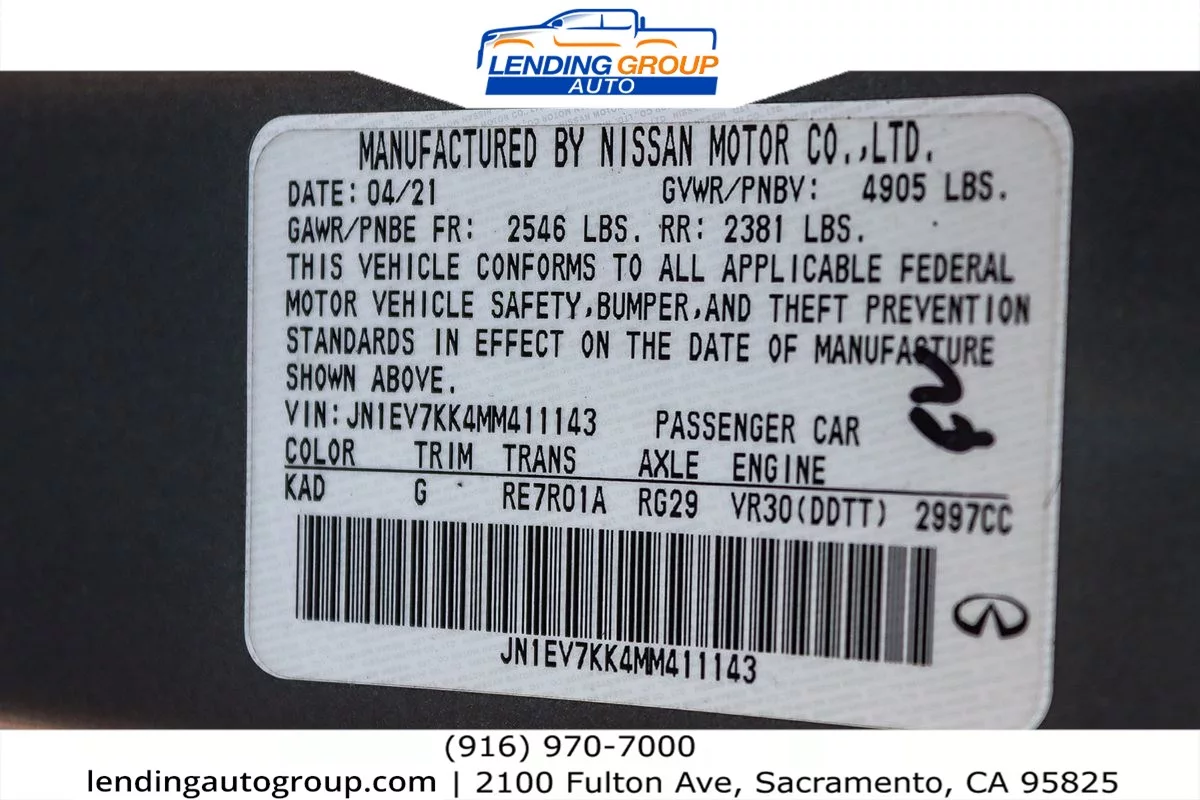 LENDING GROUP
AUTO
MANUFACTURED BY NISSAN MOTOR CO.,LTD.
DATE: 04/21 GVWR/PNBV: 4905 LBS.
GAWR/PNBE FR: 2546 LBS. RR: 2381 LBS.
THIS VEHICLE CONFORMS TO ALL APPLICABLE FEDERAL
MOTOR VEHICLE SAFETY,BUMPER,AND THEFT PREVENTION
STANDARDS IN EFFECT ON THE DATE OF MANUFACTURE
SHOWN ABOVE.
VIN:JN1EV7KK4MM411143 PASSENGER CAR
COLOR TRIM TRANS AXLE ENGINE
KAD G RE7R01A RG29 VR30(DDTT) 2997CC
JN1EV7KK4MM411143
(916) 970-7000
lendingautogroup.com | 2100 Fulton Ave, Sacramento, CA 95825